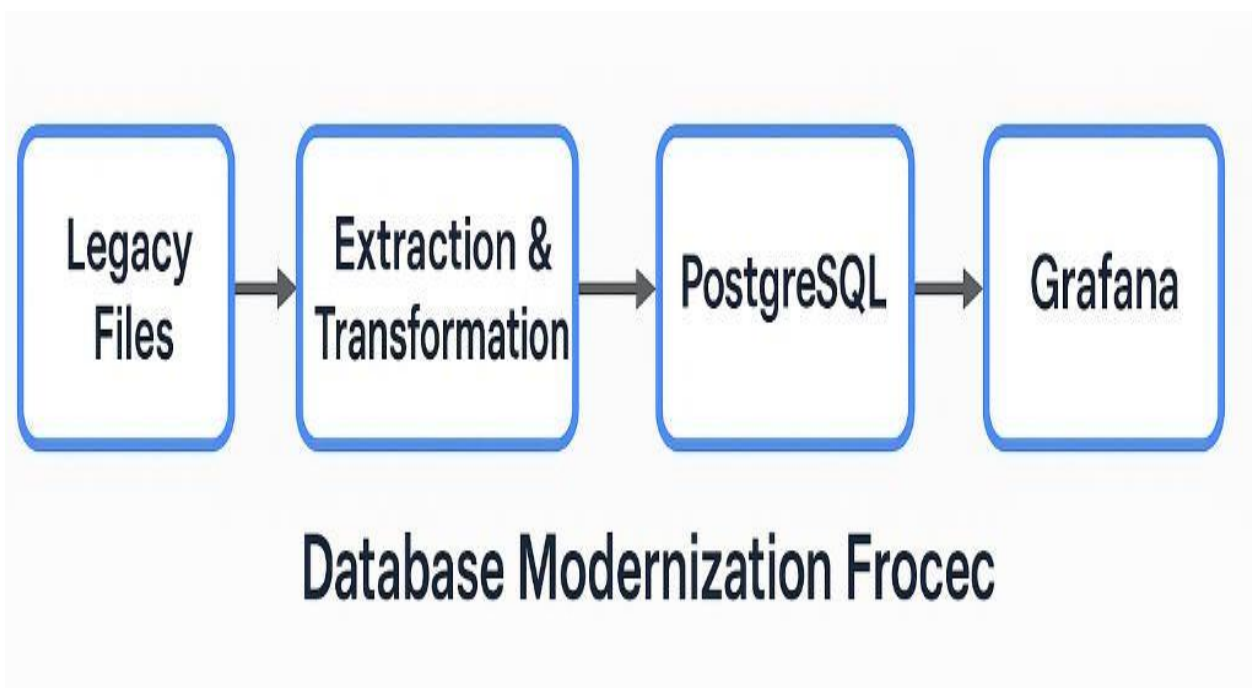 Legacy
Files
Extraction &
Transformation
PostgreSQL
Grafana
Database Modernization Frocec